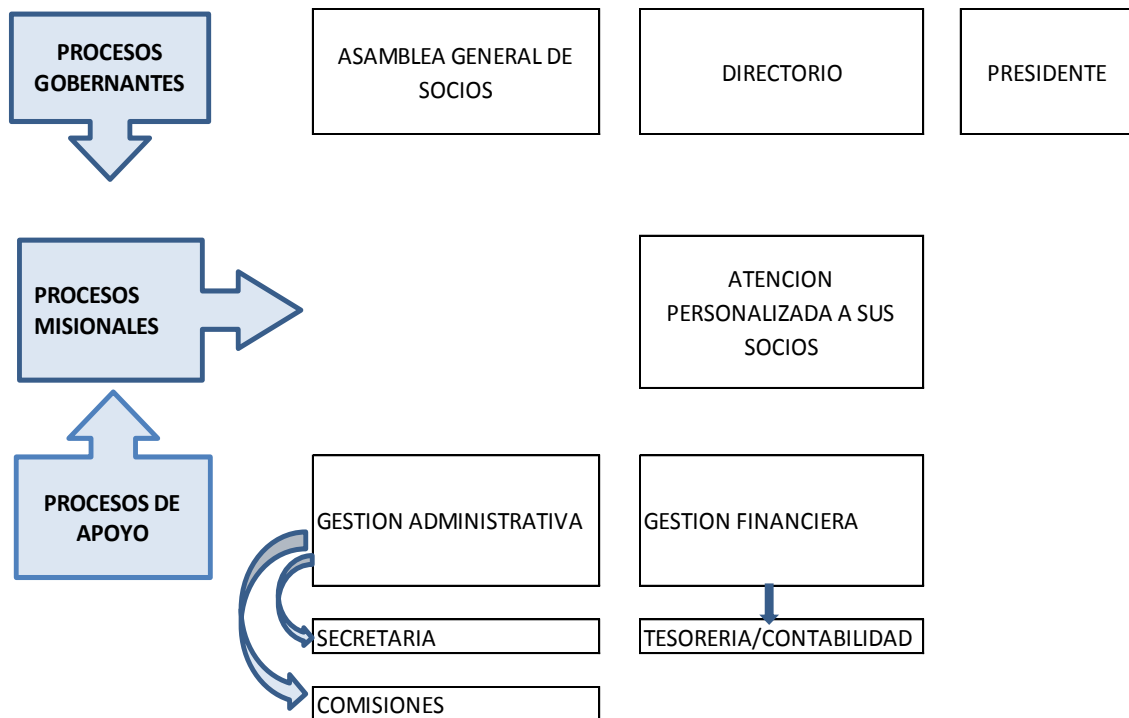 PROCESOS
GOBERNANTES
ASAMBLEA GENERAL DE
SOCIOS
DIRECTORIO
PRESIDENTE
PROCESOS
MISIONALES
ATENCION
PERSONALIZADA A SUS
SOCIOS
PROCESOS DE
APOYO
GESTION ADMINISTRATIVA
GESTION FINANCIERA
SECRETARIA
TESORERIA/CONTABILIDAD
COMISIONES